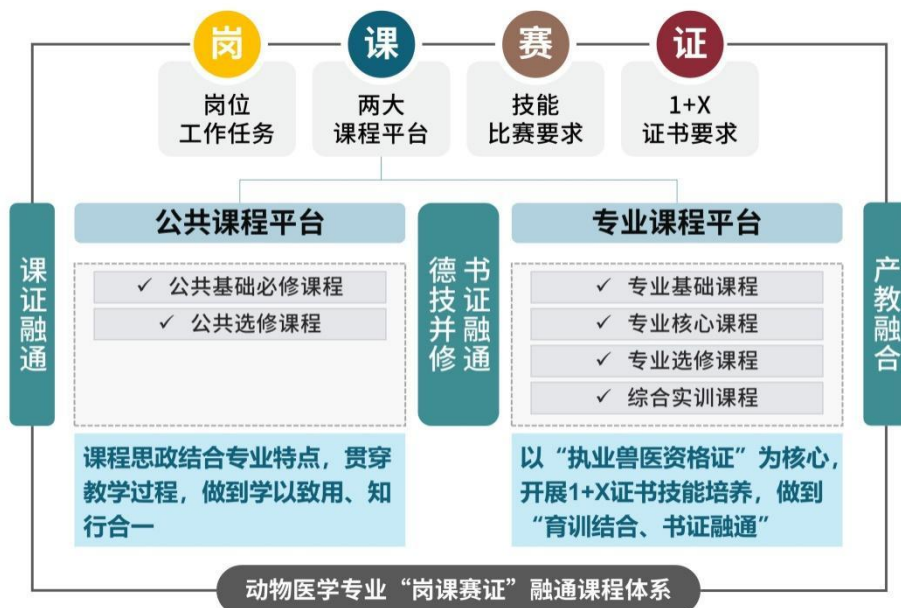 岗
课
赛
证
岗位
工作任务
两大
课程平台
技能
比赛要求
1+X
证书要求
课证融通
公共课程平台
✓ 公共基础必修课程
✓ 公共选修课程
课程思政结合专业特点，贯穿
教学过程，做到学以致用、知
行合一
书证融通
德技并修
专业课程平台
✓ 专业基础课程
✓ 专业核心课程
✓ 专业选修课程
✓ 综合实训课程
以“执业兽医资格证”为核心，
开展1+X证书技能培养，做到
“育训结合、书证融通”
产教融合
动物医学专业“岗课赛证”融通课程体系